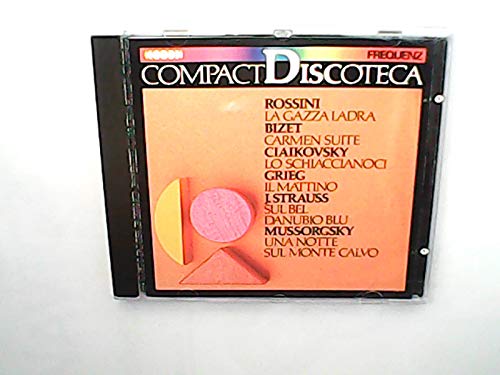 FREQUENZ
COMPACT DISCOTECA
ROSSINI
LA GAZZA LADRA
BIZET
CARMEN SUITE
CIAIKOVSKY
LO SCHIACCIANOCI
GRIEG
IL MATTINO
J.STRAUSS
SUL BEL
DANUBIO BLU
MUSSORGSKY
UNA NOTTE
SUL MONTE CALVO